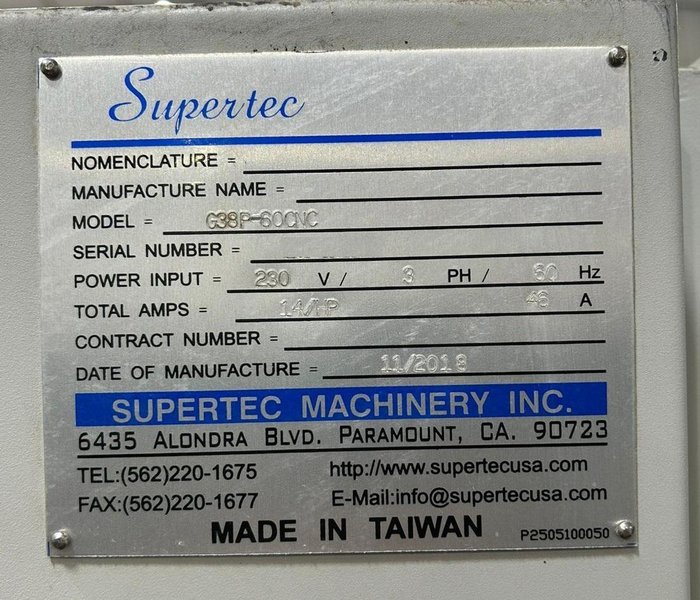 Supertec
NOMENCLATURE =
MANUFACTURE NAME =
MODEL = G38P-60CNC
SERIAL NUMBER =
POWER INPUT = 230 V / 3 PH / 60 Hz
TOTAL AMPS = 14/HP 46 A
CONTRACT NUMBER =
DATE OF MANUFACTURE = 11/2018
SUPERTEC MACHINERY INC.
6435 ALONDRA BLVD. PARAMOUNT, CA. 90723
TEL:(562)220-1675 http://www.supertecusa.com
FAX:(562)220-1677 E-Mail:info@supertecusa.com
MADE IN TAIWAN P2505100050